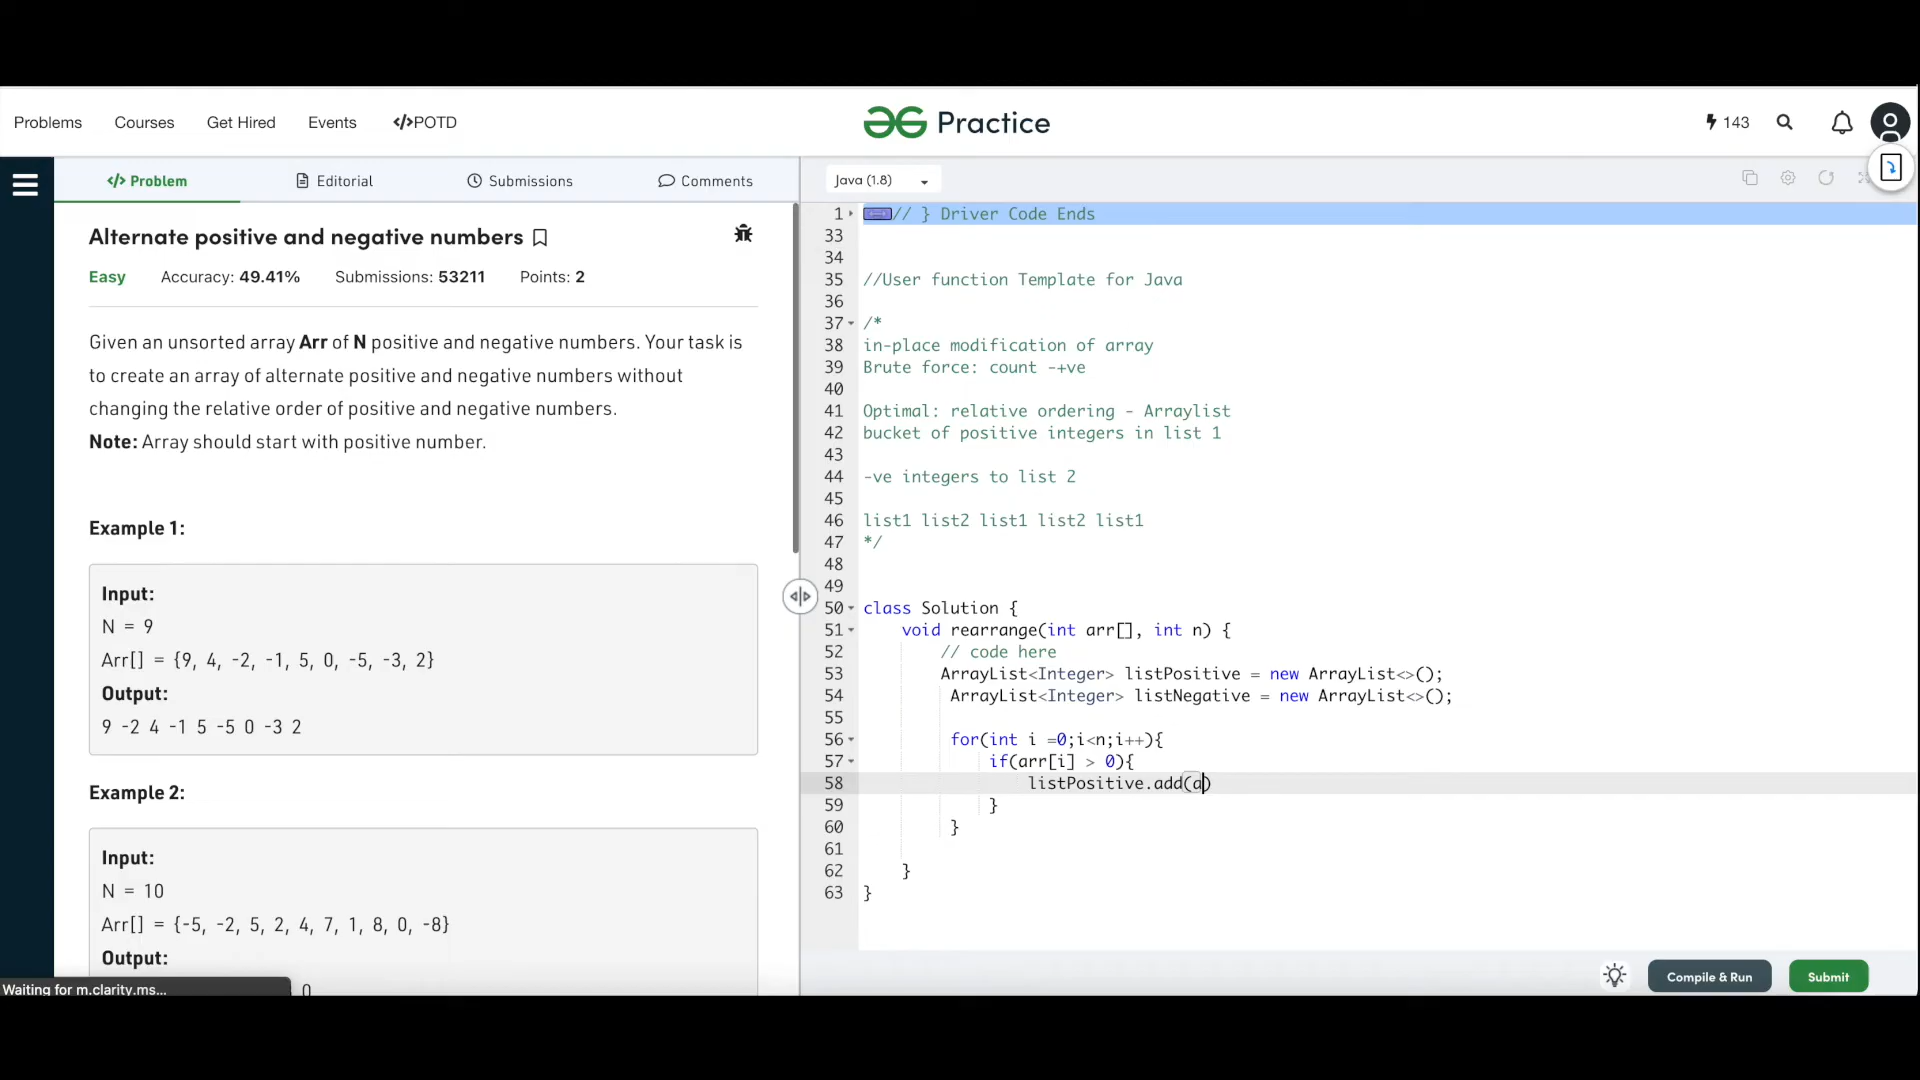 Problems Courses Get Hired Events </>POTD
Practice
143
</> Problem Editorial Submissions Comments
Java (1.8)
Alternate positive and negative numbers
Easy Accuracy: 49.41% Submissions: 53211 Points: 2
Given an unsorted array Arr of N positive and negative numbers. Your task is
to create an array of alternate positive and negative numbers without
changing the relative order of positive and negative numbers.
Note: Array should start with positive number.
Example 1:
Input:
N = 9
Arr[] = {9, 4, -2, -1, 5, 0, -5, -3, 2}
Output:
9 -2 4 -1 5 -5 0 -3 2
Example 2:
Input:
N = 10
Arr[] = {-5, -2, 5, 2, 4, 7, 1, 8, 0, -8}
Output:
0
Waiting for m.clarity.ms...
1 // } Driver Code Ends
33
34
35 //User function Template for Java
36
37 /*
38 in-place modification of array
39 Brute force: count -+ve
40
41 Optimal: relative ordering - Arraylist
42 bucket of positive integers in list 1
43
44 -ve integers to list 2
45
46 list1 list2 list1 list2 list1
47 */
48
49
50 class Solution {
51 void rearrange(int arr[], int n) {
52 // code here
53 ArrayList<Integer> listPositive = new ArrayList<>();
54 ArrayList<Integer> listNegative = new ArrayList<>();
55
56 for(int i =0;i<n;i++){
57 if(arr[i] > 0){
58 listPositive.add(a)
59 }
60 }
61
62 }
63 }
Compile & Run Submit